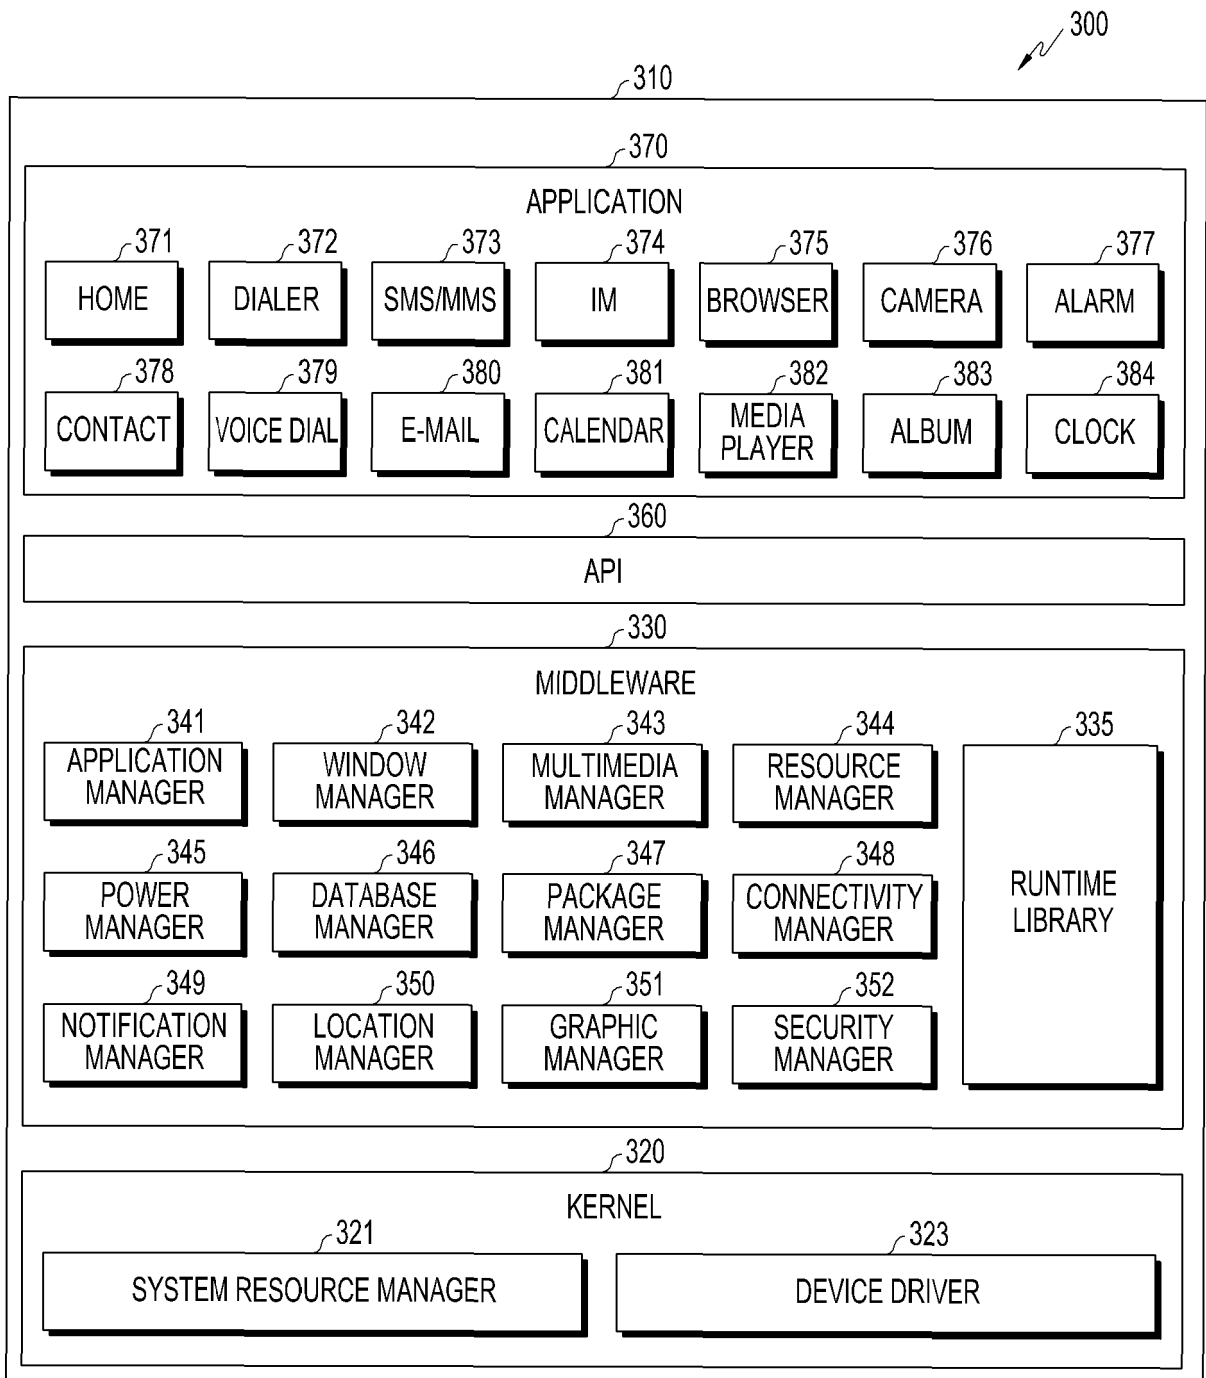 300
310
370
APPLICATION
371 372 373 374 375 376 377
HOME DIALER SMS/MMS IM BROWSER CAMERA ALARM
378 379 380 381 382 383 384
CONTACT VOICE DIAL E-MAIL CALENDAR MEDIA PLAYER ALBUM CLOCK
360
API
330
MIDDLEWARE
341 342 343 344 335
APPLICATION MANAGER
WINDOW MANAGER
MULTIMEDIA MANAGER
RESOURCE MANAGER
RUNTIME LIBRARY
345 346 347 348
POWER MANAGER
DATABASE MANAGER
PACKAGE MANAGER
CONNECTIVITY MANAGER
349 350 351 352
NOTIFICATION MANAGER
LOCATION MANAGER
GRAPHIC MANAGER
SECURITY MANAGER
320
KERNEL
321 323
SYSTEM RESOURCE MANAGER DEVICE DRIVER